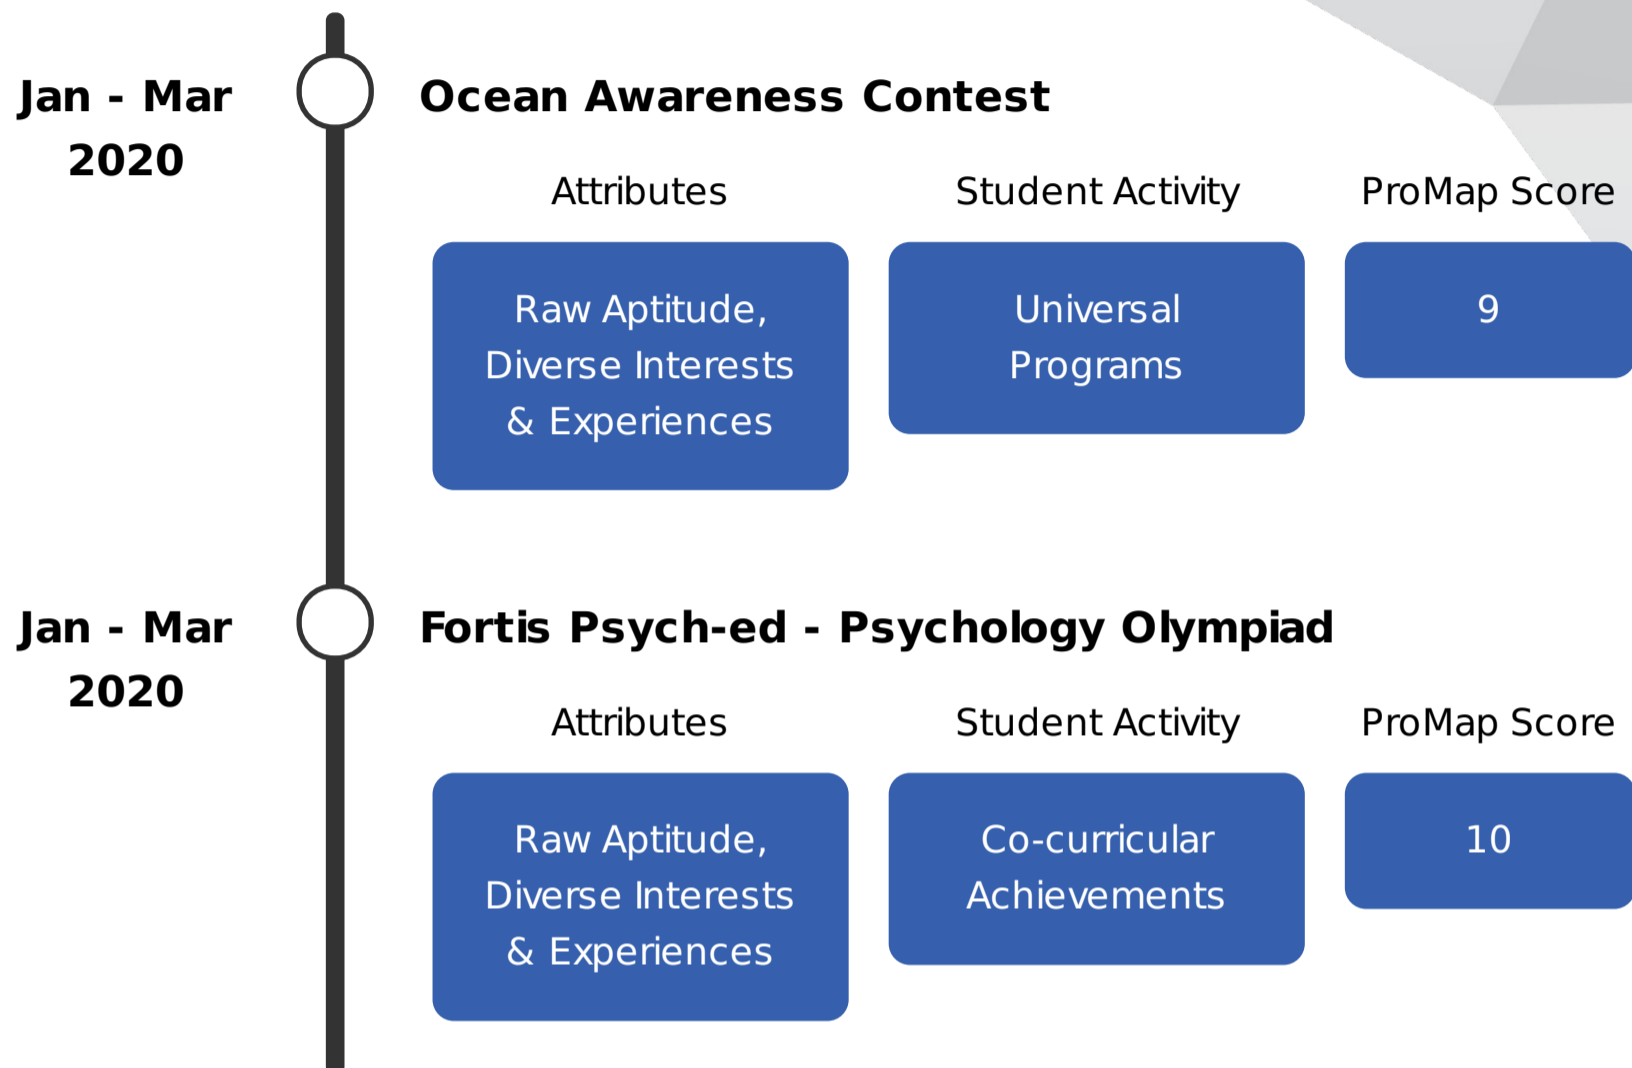 Jan - Mar
2020
Ocean Awareness Contest
Attributes
Student Activity
ProMap Score
Raw Aptitude,
Diverse Interests
& Experiences
Universal
Programs
9
Jan - Mar
2020
Fortis Psych-ed - Psychology Olympiad
Attributes
Student Activity
ProMap Score
Raw Aptitude,
Diverse Interests
& Experiences
Co-curricular
Achievements
10